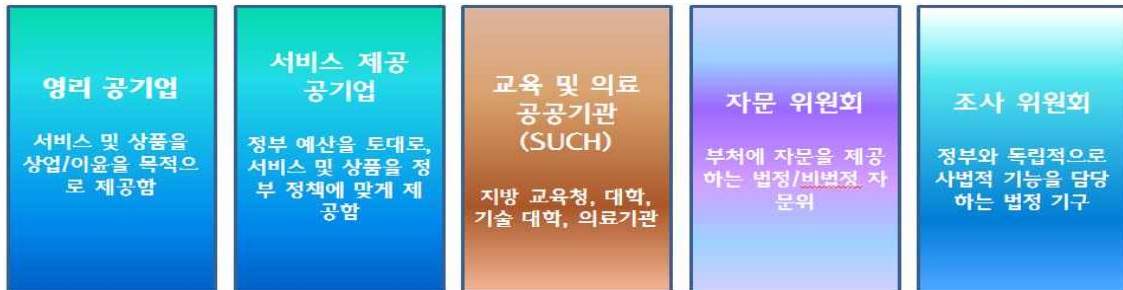 영리 공기업
서비스 및 상품을
상업/이윤을 목적으
로 제공함
서비스 제공
공기업
정부 예산을 토대로,
서비스 및 상품을 정
부 정책에 맞게 제
공함
교육 및 의료
공공기관
(SUCH)
지방 교육청, 대학,
기술 대학, 의료기관
자문 위원회
부처에 자문을 제공
하는 법정/비법정 자
문위
조사 위원회
정부와 독립적으로
사법적 기능을 담당
하는 법정 기구